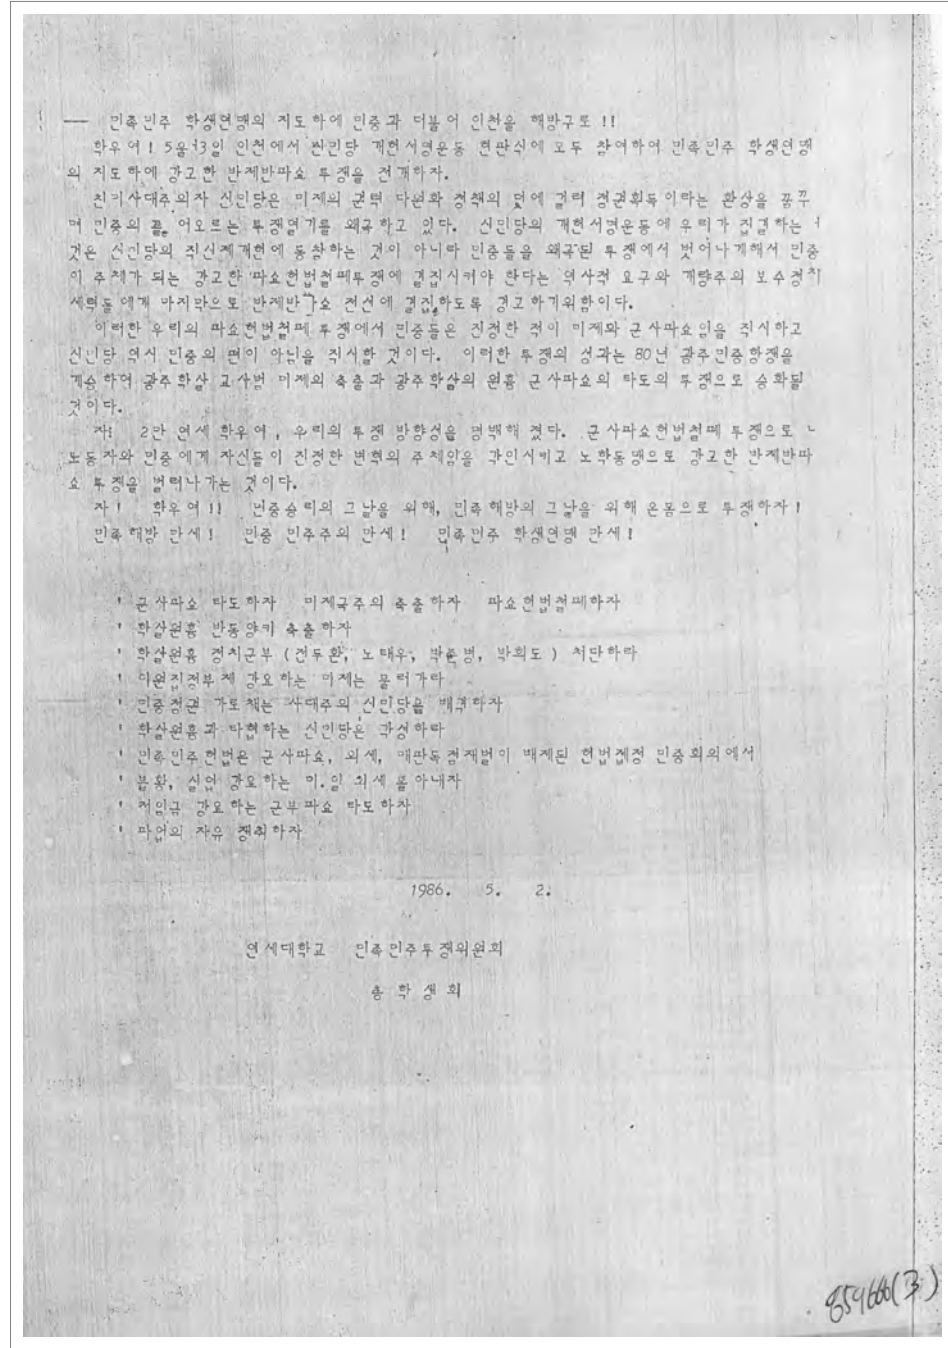 ── 민족민주 학생연맹의 지도하에 민중과 더불어 인천을 해방구로 !!
학우여 ! 5월 3일 인천에서 신민당 개헌서명운동 현판식에 모두 참여하여 민족민주 학생연맹
의 지도하에 강고한 반제반파쇼 투쟁을 전개하자.
친미사대주의자 신민당은 미제의 권력 다원화 정책의 덫에 걸려 정권획득이라는 환상을 꿈꾸
며 민중의 끓어오르는 투쟁열기를 왜곡하고 있다. 신민당의 개헌서명운동에 우리가 집결하는
것은 신민당의 직선제개헌에 동참하는 것이 아니라 민중들을 왜곡된 투쟁에서 벗어나게해서 민중
이 주체가 되는 강고한 파쇼헌법철폐투쟁에 결집시켜야 한다는 역사적 요구와 개량주의 보수정치
세력들에게 마지막으로 반제반파쇼 전선에 결집하도록 경고하기위함이다.
이러한 우리의 파쇼헌법철폐 투쟁에서 민중들은 진정한 적이 미제와 군사파쇼임을 직시하고
신민당 역시 민중의 편이 아님을 직시할 것이다. 이러한 투쟁의 성과는 80년 광주민중항쟁을
계승하여 광주학살 교사범 미제의 축출과 광주학살의 원흉 군사파쇼의 타도의 투쟁으로 승화될
것이다.
자! 2만 연세 학우여, 우리의 투쟁 방향성을 명백해 졌다. 군사파쇼헌법철폐 투쟁으로
노동자와 민중에게 자신들이 진정한 변혁의 주체임을 각인시키고 노학동맹으로 강고한 반제반파
쇼 투쟁을 벌려나가는 것이다.
자 ! 학우여 !! 민중승리의 그날을 위해, 민족해방의 그날을 위해 온몸으로 투쟁하자 !
민족해방 만세 ! 민중 민주주의 만세 ! 민족민주 학생연맹 만세 !
' 군사파쇼 타도하자 미제국주의 축출하자 파쇼헌법철폐하자
' 학살원흉 반동양키 축출하자
' 학살원흉 정치군부 (전두환, 노태우, 박준병, 박희도) 처단하라
' 이원집정부제 강요하는 미제는 물러가라
' 민중정권 가로채는 사대주의 신민당을 배격하자
' 학살원흉과 타협하는 신민당은 각성하라
' 민족민주헌법은 군사파쇼, 외세, 매판독점재벌이 배제된 헌법제정 민중회의에서
' 불황, 실업 강요하는 미.일 외세 몰아내자
' 저임금 강요하는 군부파쇼 타도하자
' 파업의 자유 쟁취하자
1986. 5. 2.
연세대학교 민족민주투쟁위원회
총 학 생 회
859666(3)